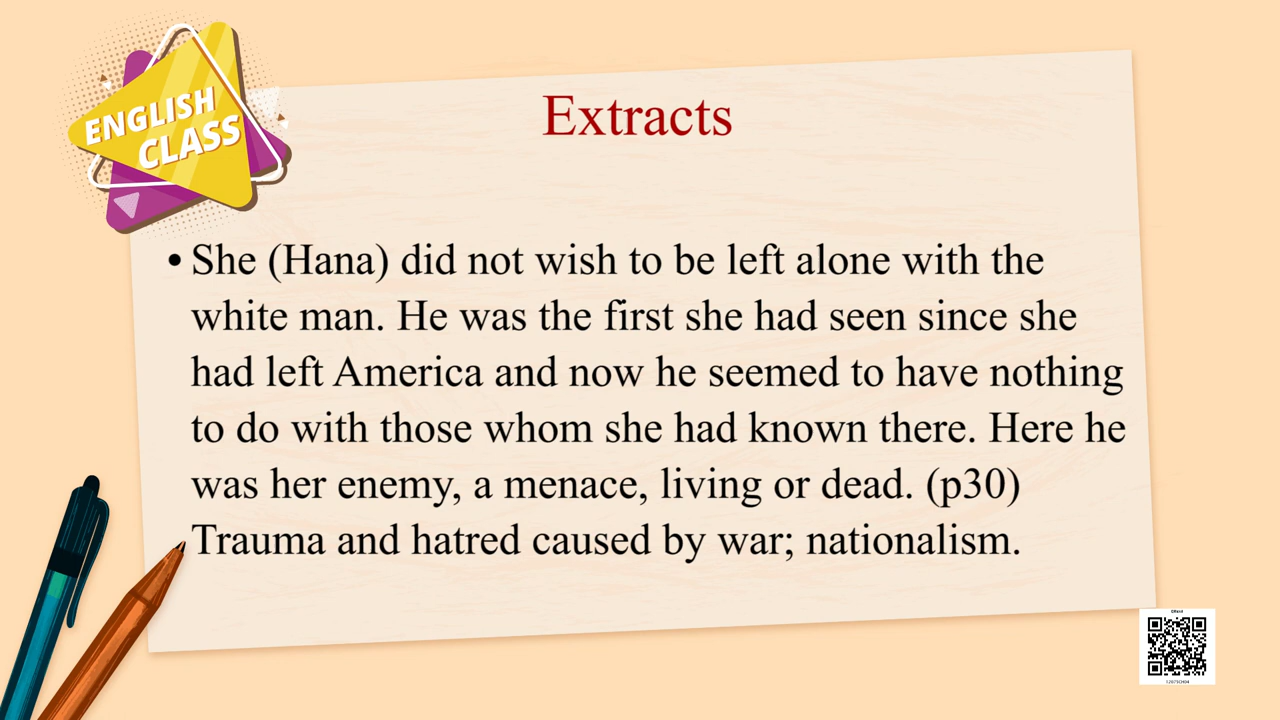 ENGLISH
CLASS
Extracts
• She (Hana) did not wish to be left alone with the
white man. He was the first she had seen since she
had left America and now he seemed to have nothing
to do with those whom she had known there. Here he
was her enemy, a menace, living or dead. (p30)
Trauma and hatred caused by war; nationalism.